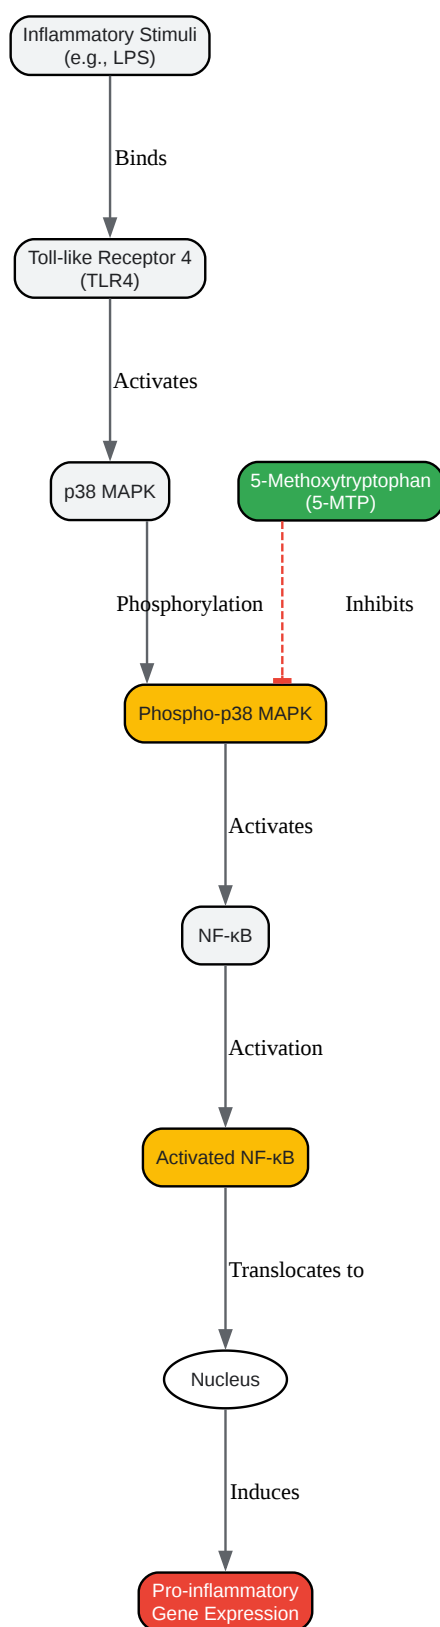 Inflammatory Stimuli
(e.g., LPS)
Binds
Toll-like Receptor 4
(TLR4)
Activates
p38 MAPK
5-Methoxytryptophan
(5-MTP)
Phosphorylation
Inhibits
Phospho-p38 MAPK
Activates
NF-κB
Activation
Activated NF-κB
Translocates to
Nucleus
Induces
Pro-inflammatory
Gene Expression